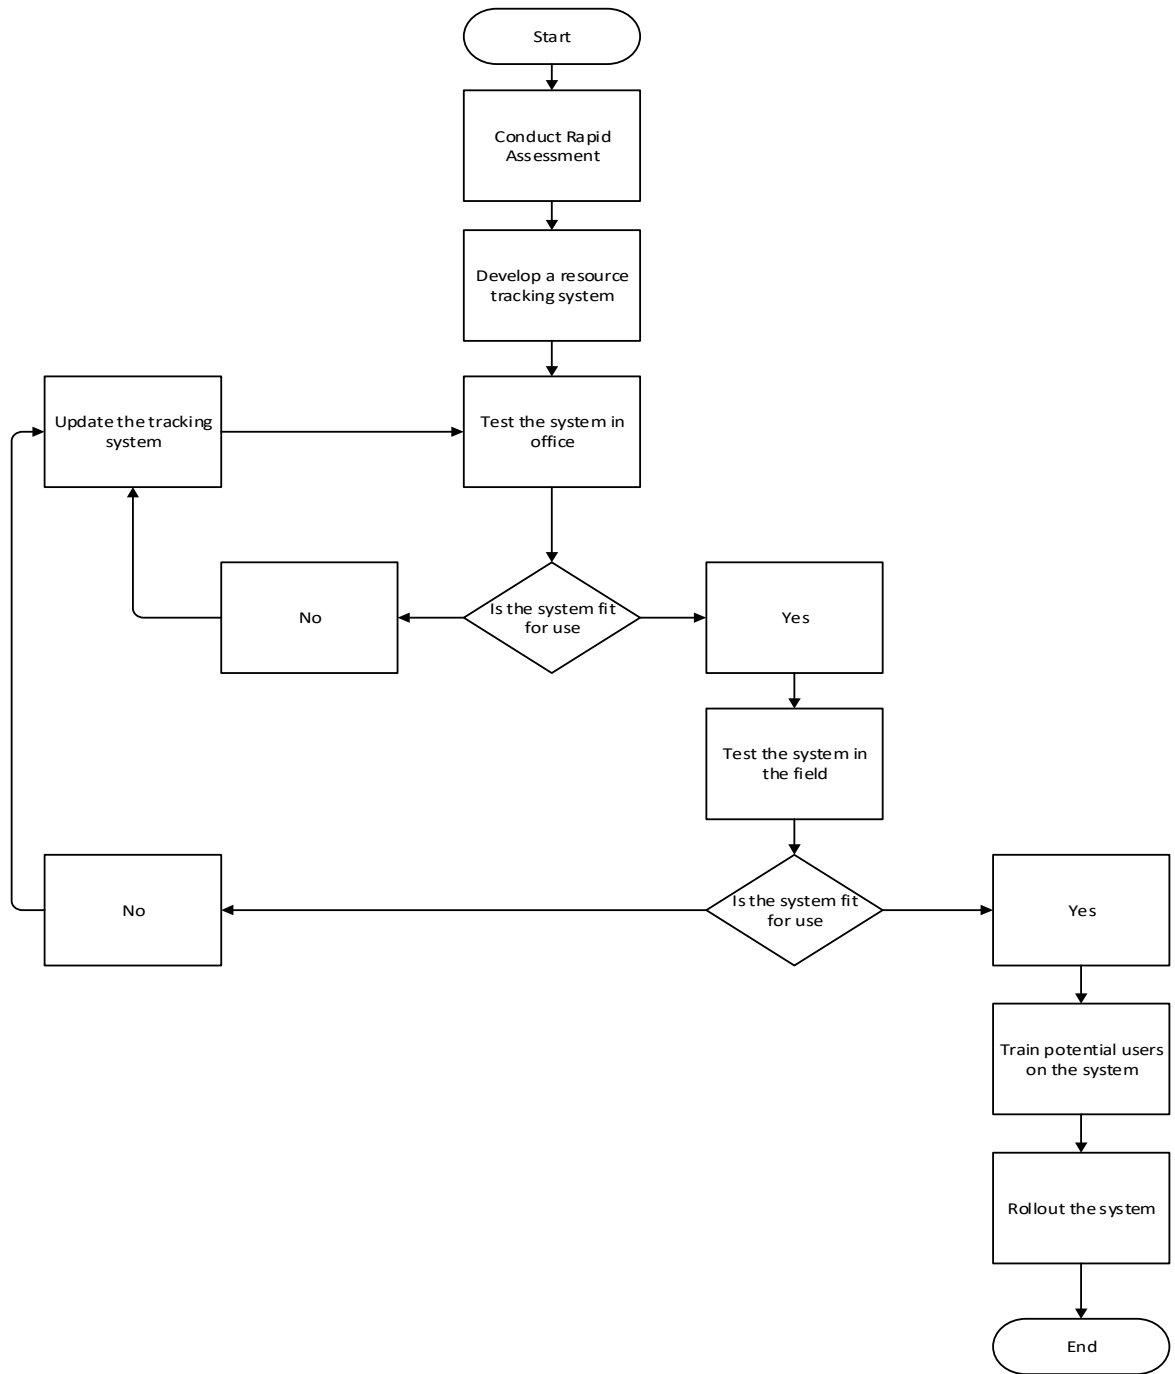 Start
Conduct Rapid
Assessment
Develop a resource
tracking system
Update the tracking
system
Test the system in
office
No
Is the system fit
for use
Yes
Test the system in
the field
No
Is the system fit
for use
Yes
Train potential users
on the system
Rollout the system
End